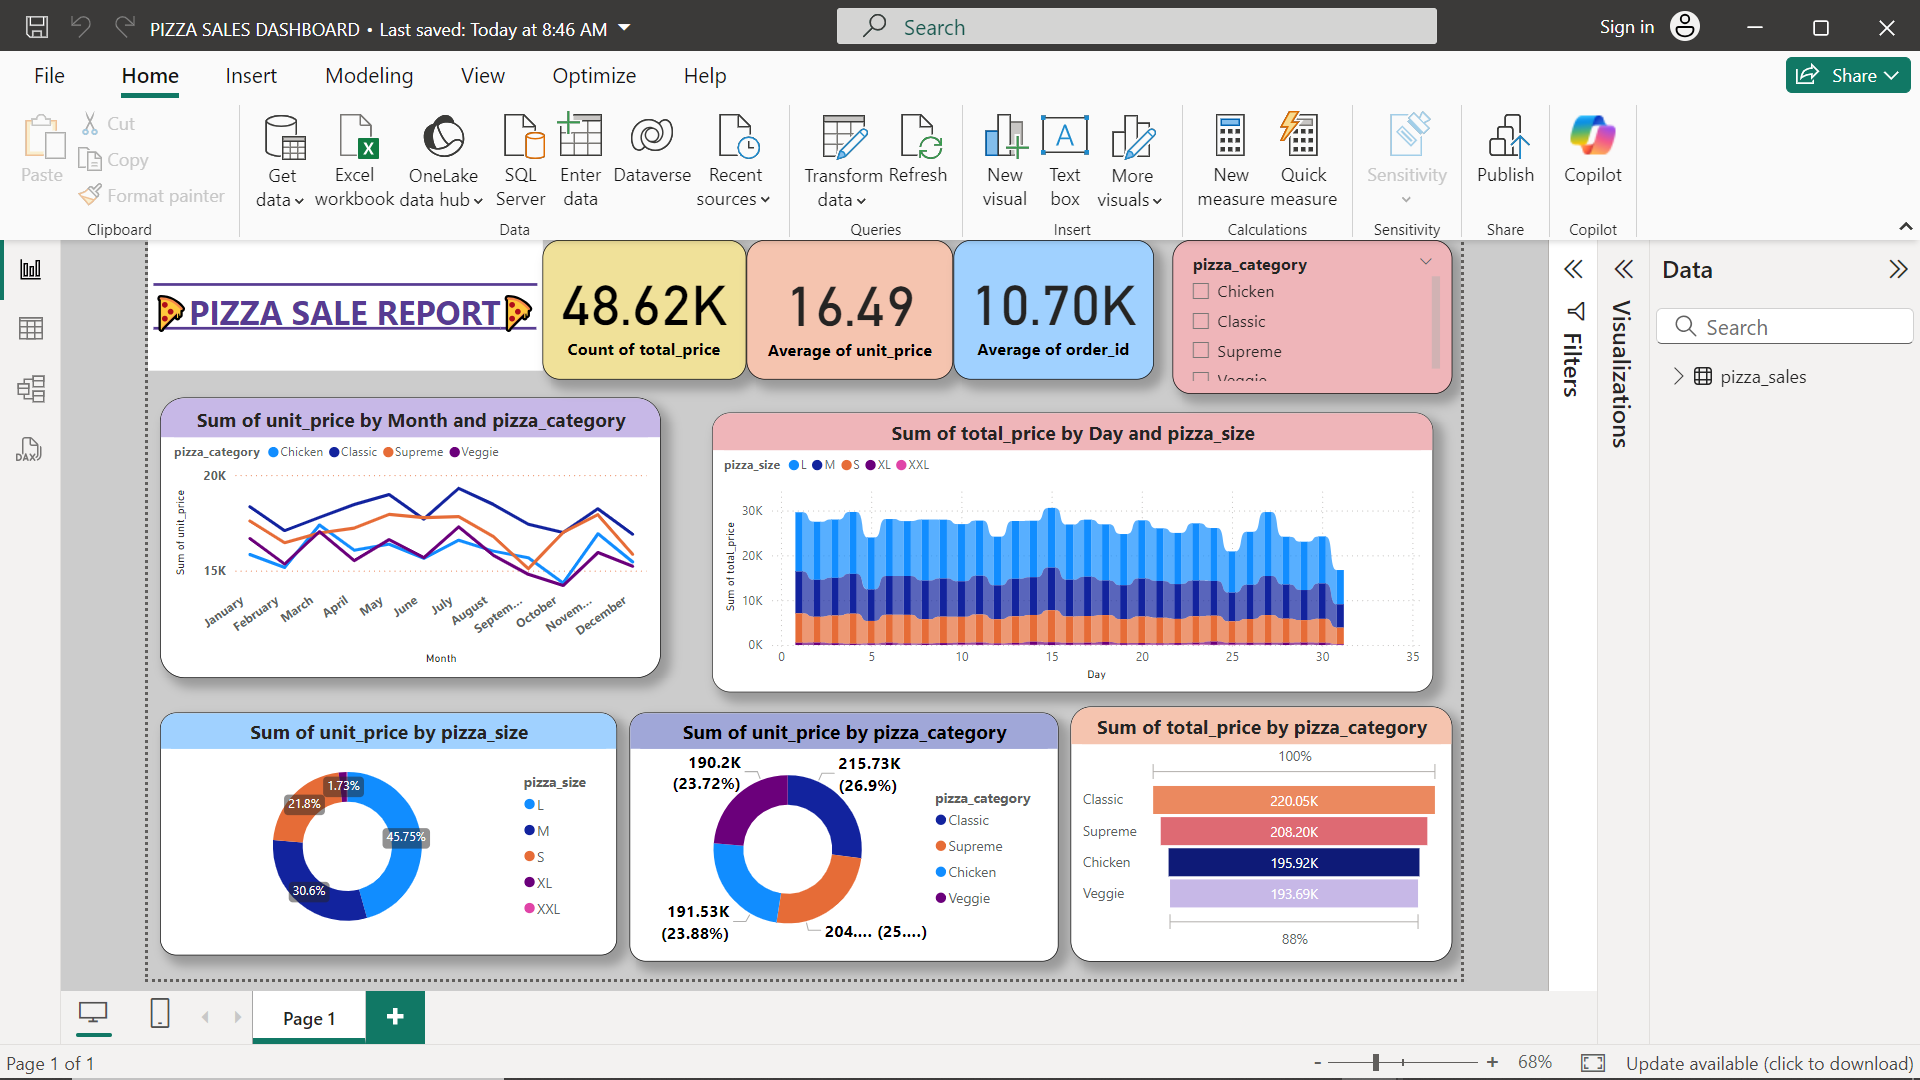 PIZZA SALES DASHBOARD • Last saved: Today at 8:46 AM
Search
Sign in
File Home Insert Modeling View Optimize Help
Share
Paste
Cut
Copy
Format painter
Clipboard
Get data
Excel workbook
OneLake data hub
SQL Server
Enter data
Dataverse
Recent sources
Data
Transform data
Refresh
Queries
New visual
Text box
More visuals
Insert
New measure
Quick measure
Calculations
Sensitivity
Sensitivity
Publish
Share
Copilot
Copilot
DAX
PIZZA SALE REPORT
48.62K
Count of total_price
16.49
Average of unit_price
10.70K
Average of order_id
pizza_category
Chicken
Classic
Supreme
Veggie
Sum of unit_price by Month and pizza_category
pizza_category Chicken Classic Supreme Veggie
20K
15K
Sum of unit_price
January February March April May June July August Septem... October Novem... December
Month
Sum of total_price by Day and pizza_size
pizza_size L M S XL XXL
30K
20K
10K
0K
Sum of total_price
0 5 10 15 20 25 30 35
Day
Sum of unit_price by pizza_size
1.73%
21.8%
45.75%
30.6%
pizza_size
L
M
S
XL
XXL
Sum of unit_price by pizza_category
190.2K
(23.72%)
215.73K
(26.9%)
191.53K
(23.88%)
204.... (25....)
pizza_category
Classic
Supreme
Chicken
Veggie
Sum of total_price by pizza_category
100%
Classic 220.05K
Supreme 208.20K
Chicken 195.92K
Veggie 193.69K
88%
Filters
Visualizations
Data
Search
pizza_sales
Page 1
+
Page 1 of 1
- + 68%
Update available (click to download)